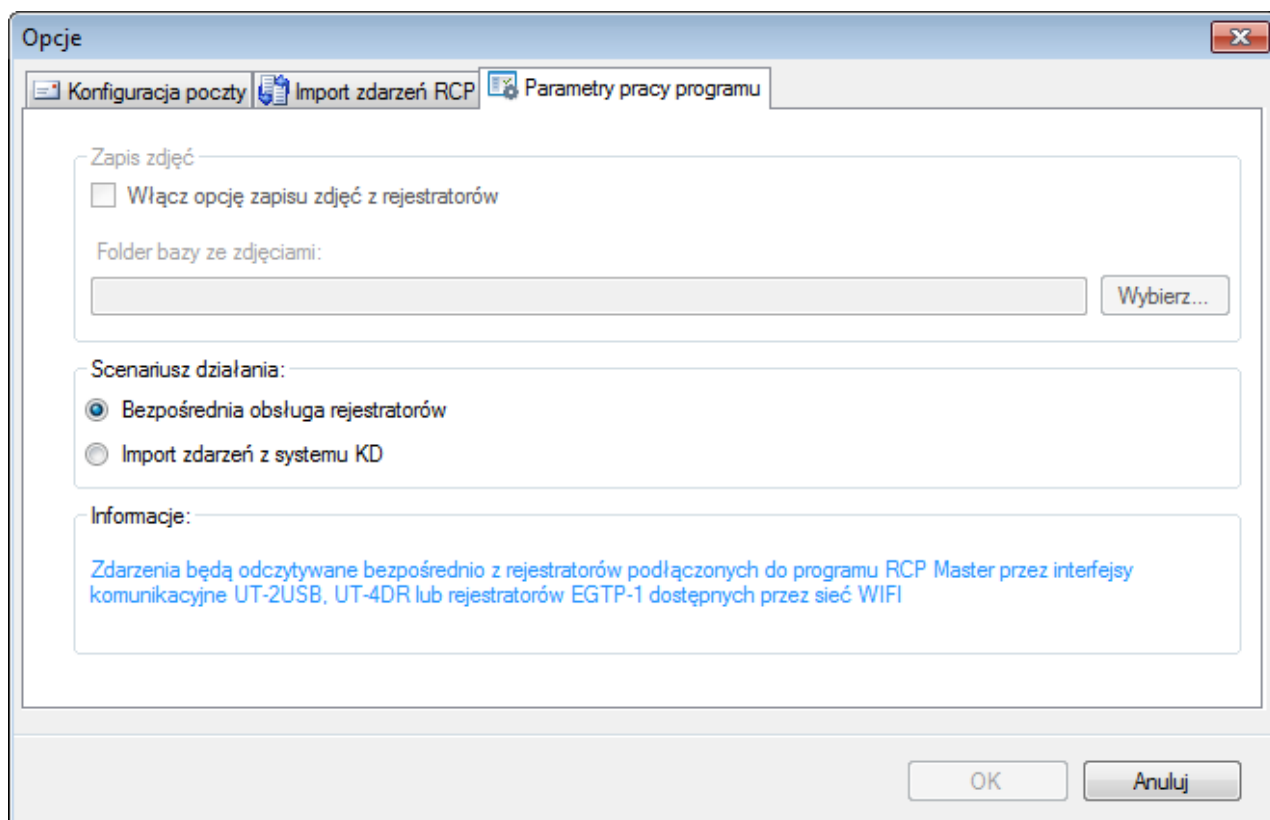 Opcje
Konfiguracja poczty Import zdarzeń RCP Parametry pracy programu
Zapis zdjęć
Włącz opcję zapisu zdjęć z rejestratorów
Folder bazy ze zdjęciami:
Wybierz...
Scenariusz działania:
Bezpośrednia obsługa rejestratorów
Import zdarzeń z systemu KD
Informacje:
Zdarzenia będą odczytywane bezpośrednio z rejestratorów podłączonych do programu RCP Master przez interfejsy
komunikacyjne UT-2USB, UT-4DR lub rejestratorów EGTP-1 dostępnych przez sieć WIFI
OK Anuluj